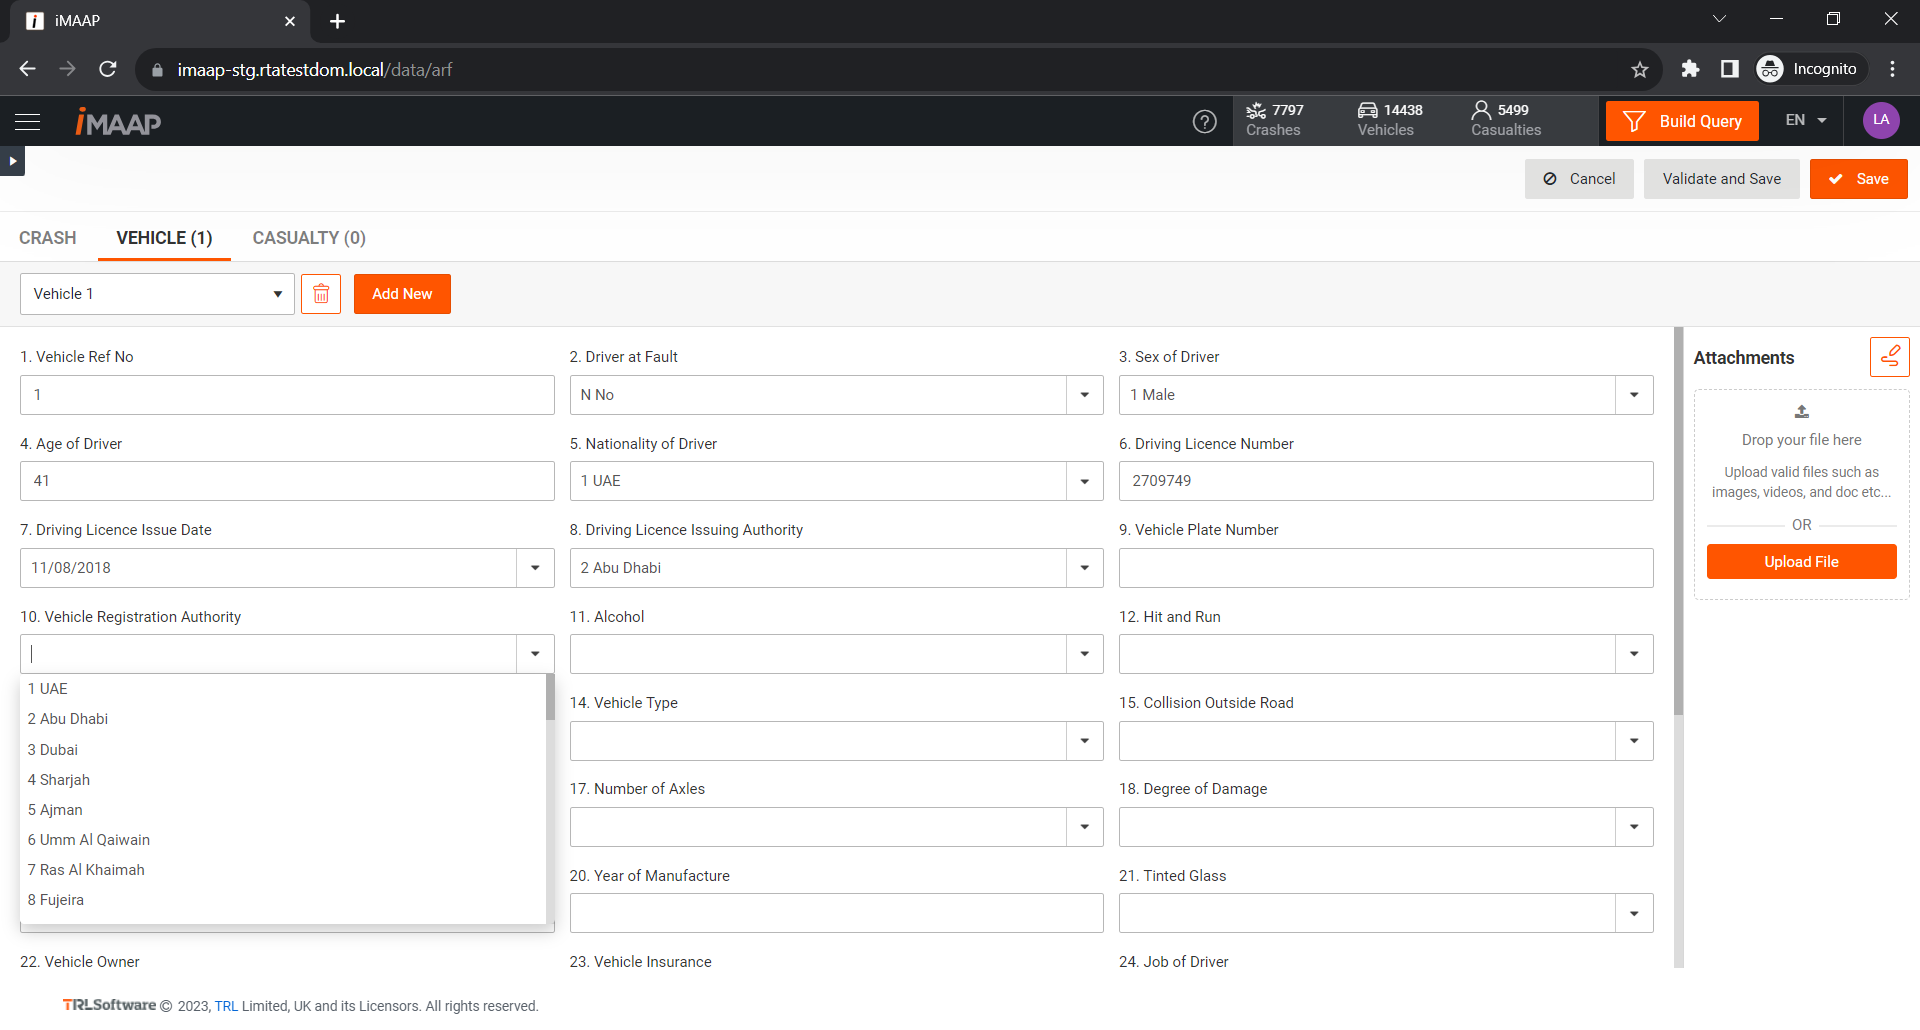 iMAAP
imaap-stg.rtatestdom.local/data/arf
Incognito
iMAAP
7797
Crashes
14438
Vehicles
5499
Casualties
Build Query
EN
LA
Cancel
Validate and Save
Save
CRASH
VEHICLE (1)
CASUALTY (0)
Vehicle 1
Add New
1. Vehicle Ref No
2. Driver at Fault
3. Sex of Driver
1
N No
1 Male
4. Age of Driver
5. Nationality of Driver
6. Driving Licence Number
41
1 UAE
2709749
7. Driving Licence Issue Date
8. Driving Licence Issuing Authority
9. Vehicle Plate Number
11/08/2018
2 Abu Dhabi
10. Vehicle Registration Authority
11. Alcohol
12. Hit and Run
1 UAE
2 Abu Dhabi
3 Dubai
4 Sharjah
5 Ajman
6 Umm Al Qaiwain
7 Ras Al Khaimah
8 Fujeira
14. Vehicle Type
15. Collision Outside Road
17. Number of Axles
18. Degree of Damage
20. Year of Manufacture
21. Tinted Glass
22. Vehicle Owner
23. Vehicle Insurance
24. Job of Driver
Attachments
Drop your file here
Upload valid files such as
images, videos, and doc etc...
OR
Upload File
TRLSoftware © 2023, TRL Limited, UK and its Licensors. All rights reserved.